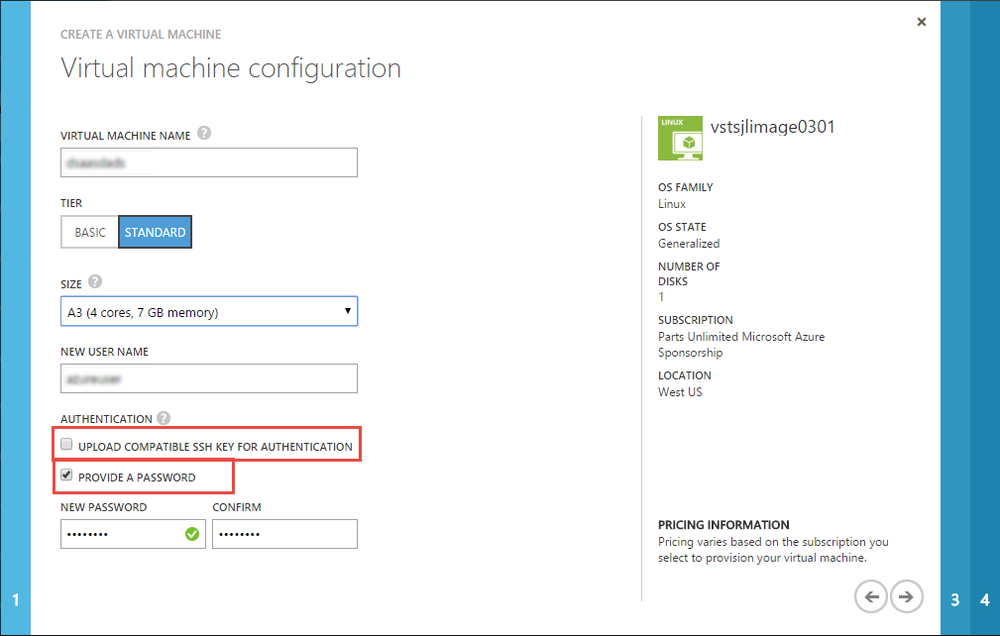 CREATE A VIRTUAL MACHINE
Virtual machine configuration
VIRTUAL MACHINE NAME ?
TIER
BASIC STANDARD
SIZE ?
A3 (4 cores, 7 GB memory)
NEW USER NAME
AUTHENTICATION ?
UPLOAD COMPATIBLE SSH KEY FOR AUTHENTICATION
PROVIDE A PASSWORD
NEW PASSWORD CONFIRM
•••••••• ••••••••
LINUX
vstsjlimage0301
OS FAMILY
Linux
OS STATE
Generalized
NUMBER OF
DISKS
1
SUBSCRIPTION
Parts Unlimited Microsoft Azure
Sponsorship
LOCATION
West US
PRICING INFORMATION
Pricing varies based on the subscription you
select to provision your virtual machine.
1
3 4